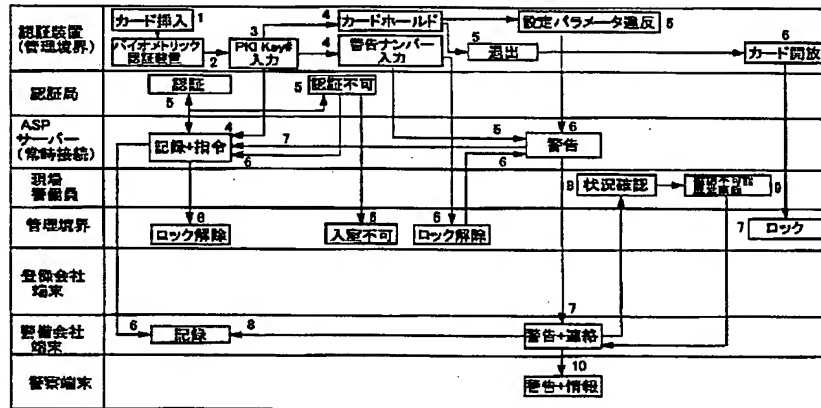 認証装置
(管理境界)
カード挿入 1
バイオメトリック
認証装置
2
3
PKI Key#
入力
4
カードホールド
4
警告ナンバー
入力
設定パラメータ違反 5
5
退出
6
カード開放
認証局
認証
5
5 認証不可
ASP
サーバー
(常時接続)
4
記録+指令
7
6
5
6
警告
6
現場
警備員
8 状況確認
9
管理境界
6
ロック解除
6
入室不可
6
ロック解除
7 ロック
登録会社
端末
警備会社
端末
6
記録
8
7
警告+連絡
警察端末
10
警告+情報